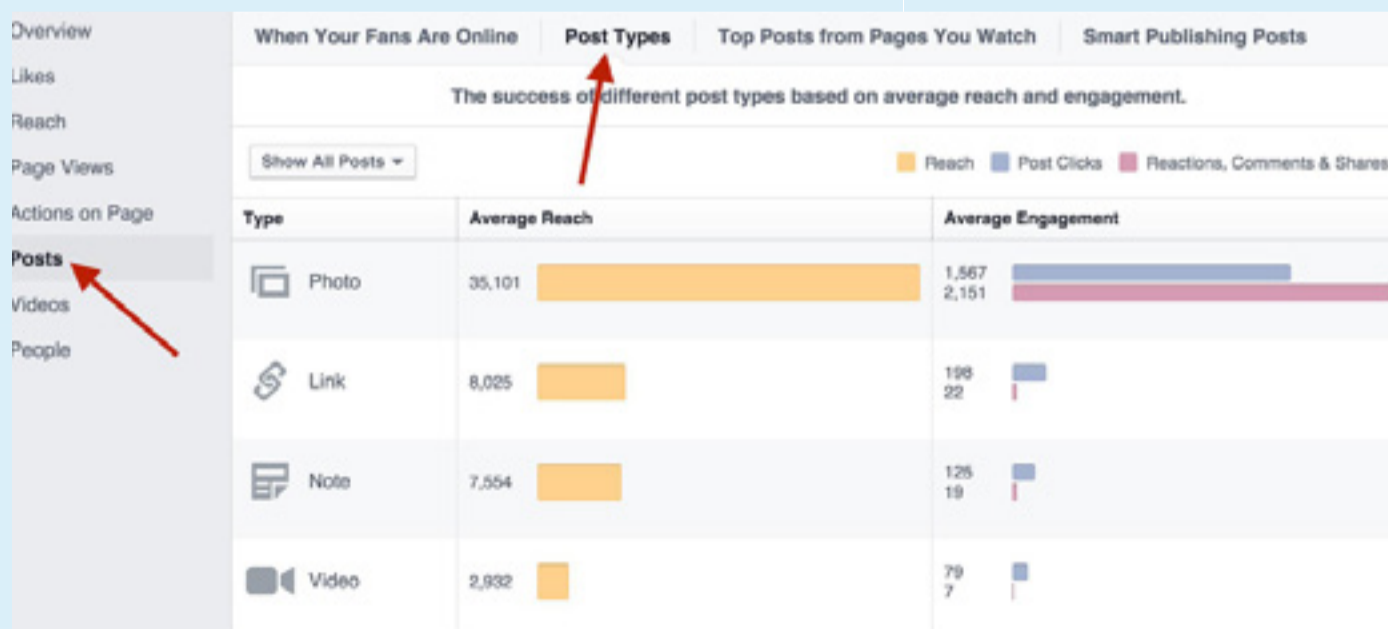 Overview
Likes
Reach
Page Views
Actions on Page
Posts
Videos
People
When Your Fans Are Online Post Types Top Posts from Pages You Watch Smart Publishing Posts
The success of different post types based on average reach and engagement.
Show All Posts
Reach Post Clicks Reactions, Comments & Shares
Type Average Reach Average Engagement
Photo 35,101 1,567
2,151
Link 8,025 198
22
Note 7,554 125
19
Video 2,932 79
7